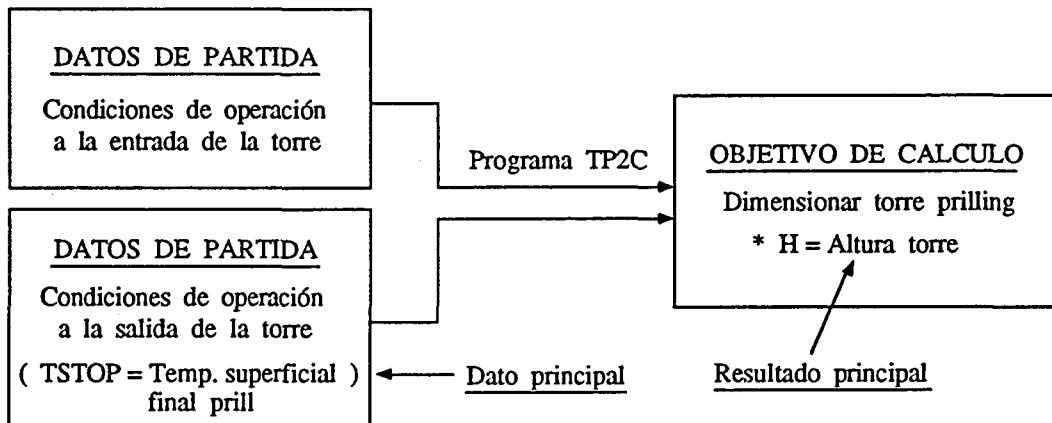 DATOS DE PARTIDA
Condiciones de operación
a la entrada de la torre
DATOS DE PARTIDA
Condiciones de operación
a la salida de la torre
( TSTOP = Temp. superficial )
final prill
Programa TP2C
Dato principal
OBJETIVO DE CALCULO
Dimensionar torre prilling
* H = Altura torre
Resultado principal